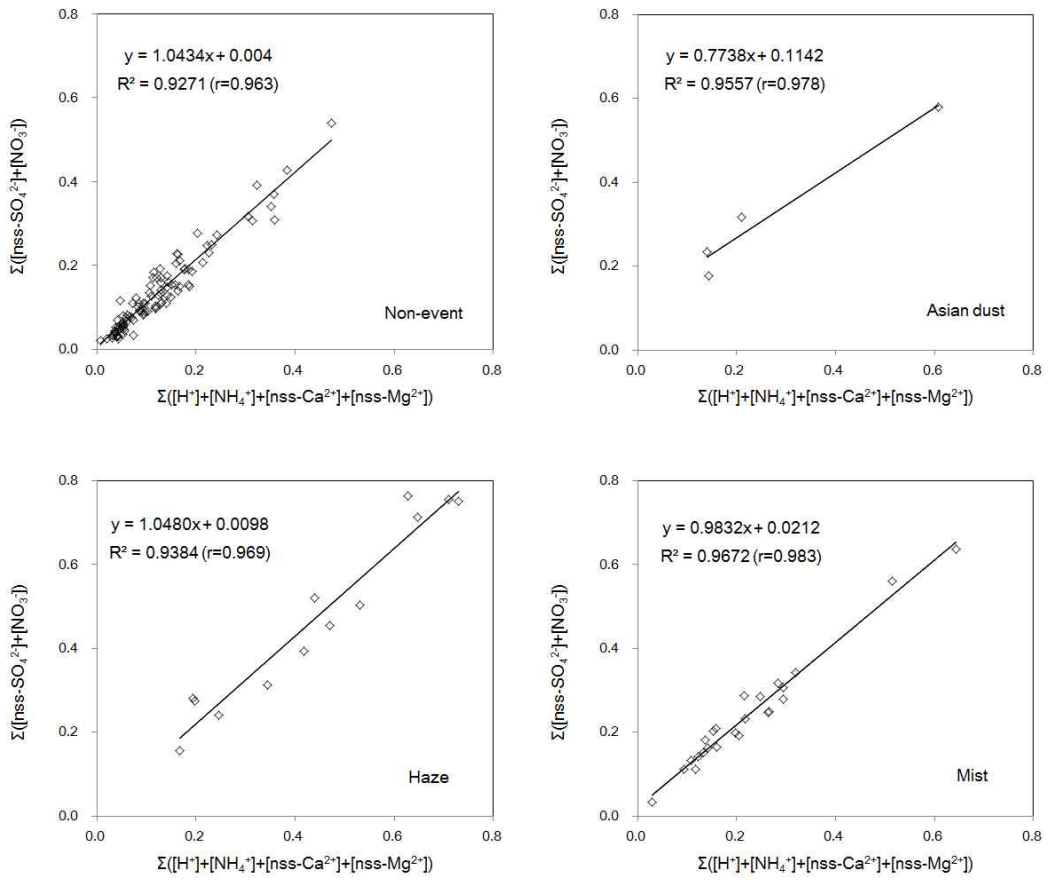 0.8
y = 1.0434x + 0.004
R² = 0.9271 (r=0.963)
0.6
Σ([nss-SO₄²⁻]+[NO₃⁻])
0.4
0.2
Non-event
0.0
0.0 0.2 0.4 0.6 0.8
Σ([H⁺]+[NH₄⁺]+[nss-Ca²⁺]+[nss-Mg²⁺])
0.8
y = 0.7738x + 0.1142
R² = 0.9557 (r=0.978)
0.6
Σ([nss-SO₄²⁻]+[NO₃⁻])
0.4
0.2
Asian dust
0.0
0.0 0.2 0.4 0.6 0.8
Σ([H⁺]+[NH₄⁺]+[nss-Ca²⁺]+[nss-Mg²⁺])
0.8
y = 1.0480x + 0.0098
R² = 0.9384 (r=0.969)
0.6
Σ([nss-SO₄²⁻]+[NO₃⁻])
0.4
0.2
Haze
0.0
0.0 0.2 0.4 0.6 0.8
Σ([H⁺]+[NH₄⁺]+[nss-Ca²⁺]+[nss-Mg²⁺])
0.8
y = 0.9832x + 0.0212
R² = 0.9672 (r=0.983)
0.6
Σ([nss-SO₄²⁻]+[NO₃⁻])
0.4
0.2
Mist
0.0
0.0 0.2 0.4 0.6 0.8
Σ([H⁺]+[NH₄⁺]+[nss-Ca²⁺]+[nss-Mg²⁺])